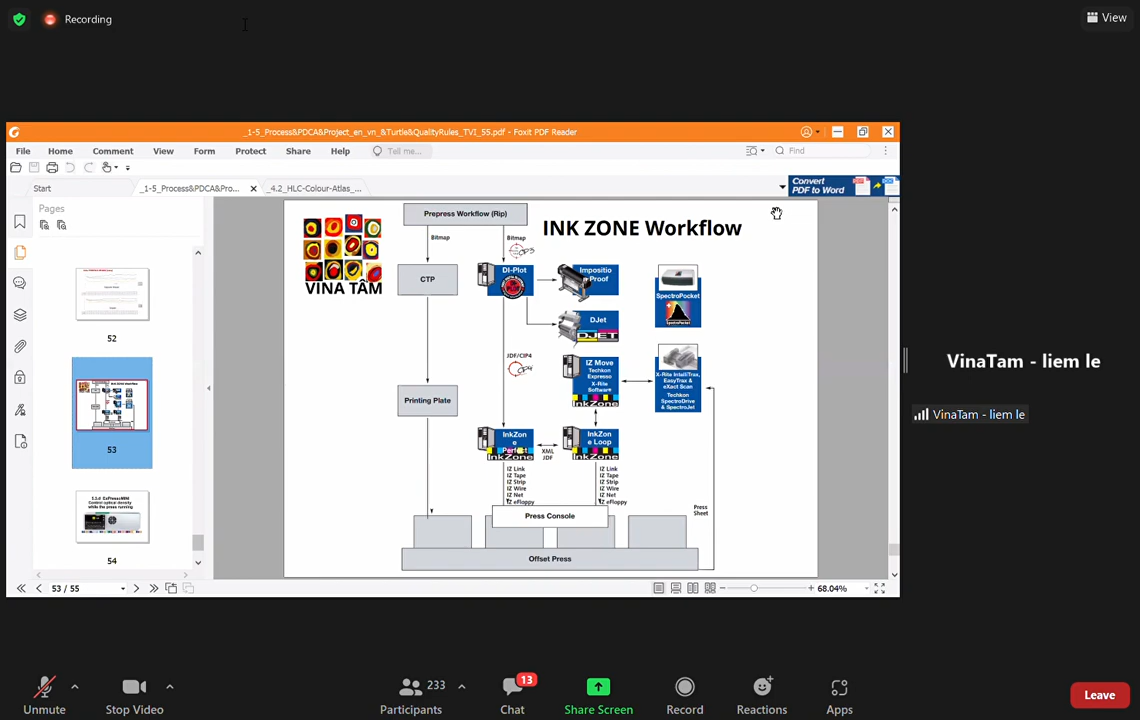 Recording
View
_1-5_Process&PDCA&Project_en_vn_&Turtle&QualityRules_TVI_55.pdf - Foxit PDF Reader
File Home Comment View Form Protect Share Help Tell me... Find
Start _1-5_Process&PDCA&Pro... _4.2_HLC-Colour-Atlas_...
Convert
PDF to Word
Pages
52
53
54
VINA TÂM
INK ZONE Workflow
Prepress Workflow (Rip)
Bitmap
Bitmap
CIP3
CTP
DI-Plot
Impositio
Proof
DJet
DJET
SpectroPocket
SpectroPocket
JDF/CIP4
CIP4
IZ Move
Techkon
Expresso
X-Rite
Software
InkZone
X-Rite IntelliTrax,
EasyTrax &
eXact Scan
Techkon
SpectroDrive
& SpectroJet
Printing Plate
InkZon
e
Perfect
InkZone
XML
JDF
InkZon
e Loop
InkZone
IZ Link
IZ Tape
IZ Strip
IZ Wire
IZ Net
IZ eFloppy
IZ Link
IZ Tape
IZ Strip
IZ Wire
IZ Net
IZ eFloppy
Press Console
Press
Sheet
Offset Press
53 / 55
68.04%
VinaTam - liem le
VinaTam - liem le
Unmute
Stop Video
Participants 233
Chat 13
Share Screen
Record
Reactions
Apps
Leave